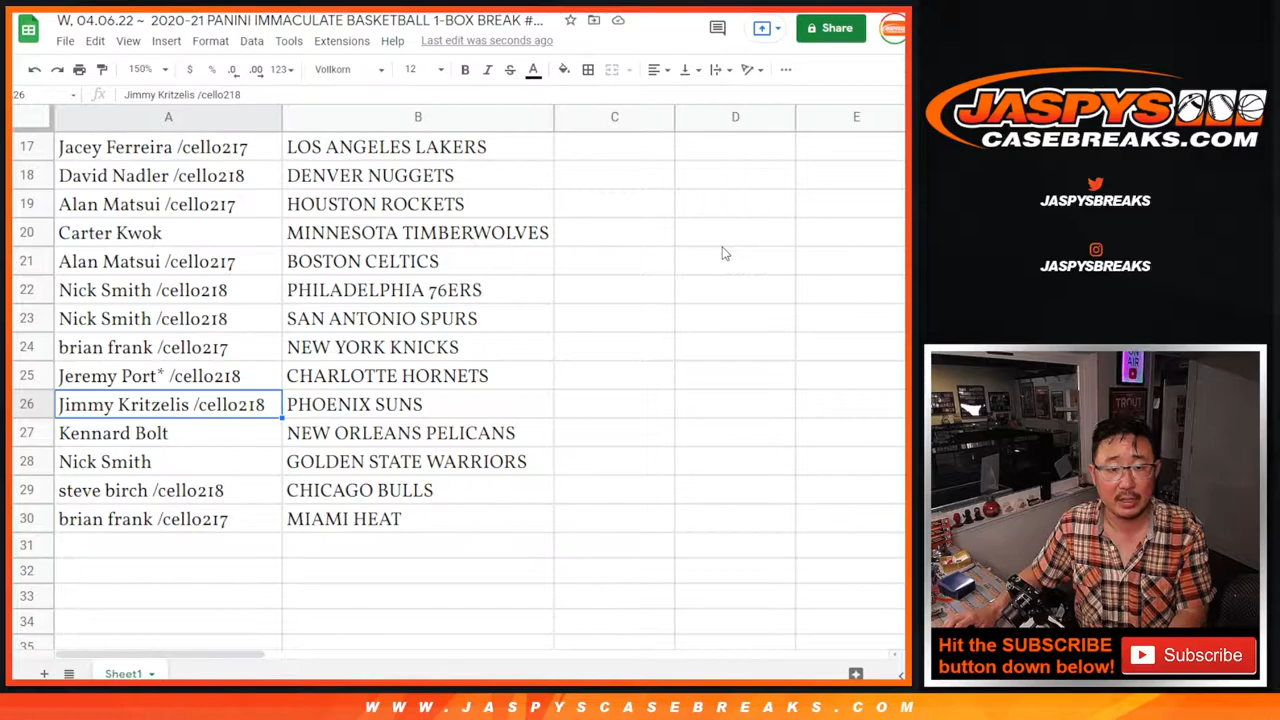 W, 04.06.22 ~ 2020-21 PANINI IMMACULATE BASKETBALL 1-BOX BREAK #...
File Edit View Insert Format Data Tools Extensions Help Last edit was seconds ago
Share
150% $ % .0 .00 123 Vollkorn 12 B I S A
26 fx Jimmy Kritzelis /cello218
A B C D E
17 Jacey Ferreira /cello217 LOS ANGELES LAKERS
18 David Nadler /cello218 DENVER NUGGETS
19 Alan Matsui /cello217 HOUSTON ROCKETS
20 Carter Kwok MINNESOTA TIMBERWOLVES
21 Alan Matsui /cello217 BOSTON CELTICS
22 Nick Smith /cello218 PHILADELPHIA 76ERS
23 Nick Smith /cello218 SAN ANTONIO SPURS
24 brian frank /cello217 NEW YORK KNICKS
25 Jeremy Port* /cello218 CHARLOTTE HORNETS
26 Jimmy Kritzelis /cello218 PHOENIX SUNS
27 Kennard Bolt NEW ORLEANS PELICANS
28 Nick Smith GOLDEN STATE WARRIORS
29 steve birch /cello218 CHICAGO BULLS
30 brian frank /cello217 MIAMI HEAT
31
32
33
34
35
Sheet1
JASPYS
CASEBREAKS.COM
JASPYSBREAKS
JASPYSBREAKS
ON AIR
TROUT
Hit the SUBSCRIBE
button down below!
Subscribe
WWW.JASPYSCASEBREAKS.COM